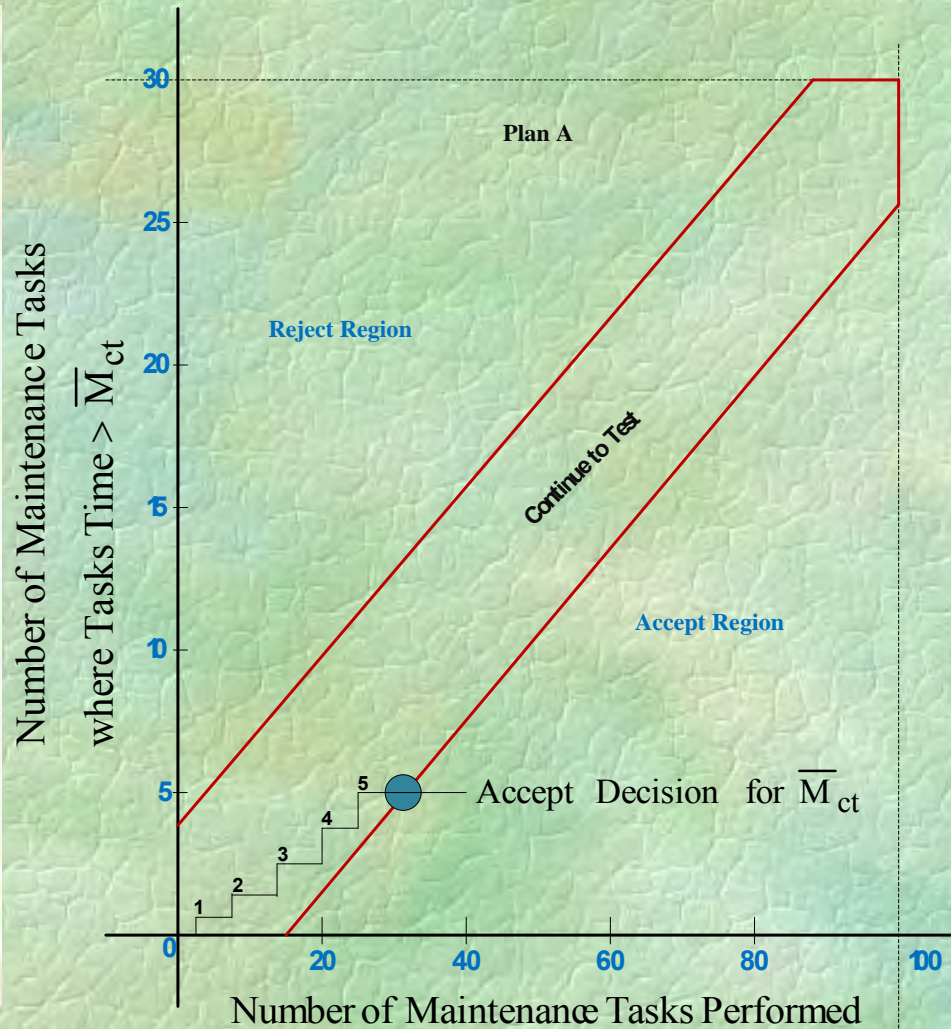 30
Plan A
25
Reject Region
20
Continue to Test
15
Accept Region
10
5
5 Accept Decision for M̅ct
4
3
2
1
0
20 40 60 80 100
Number of Maintenance Tasks
where Tasks Time > M̅ct
Number of Maintenance Tasks Performed